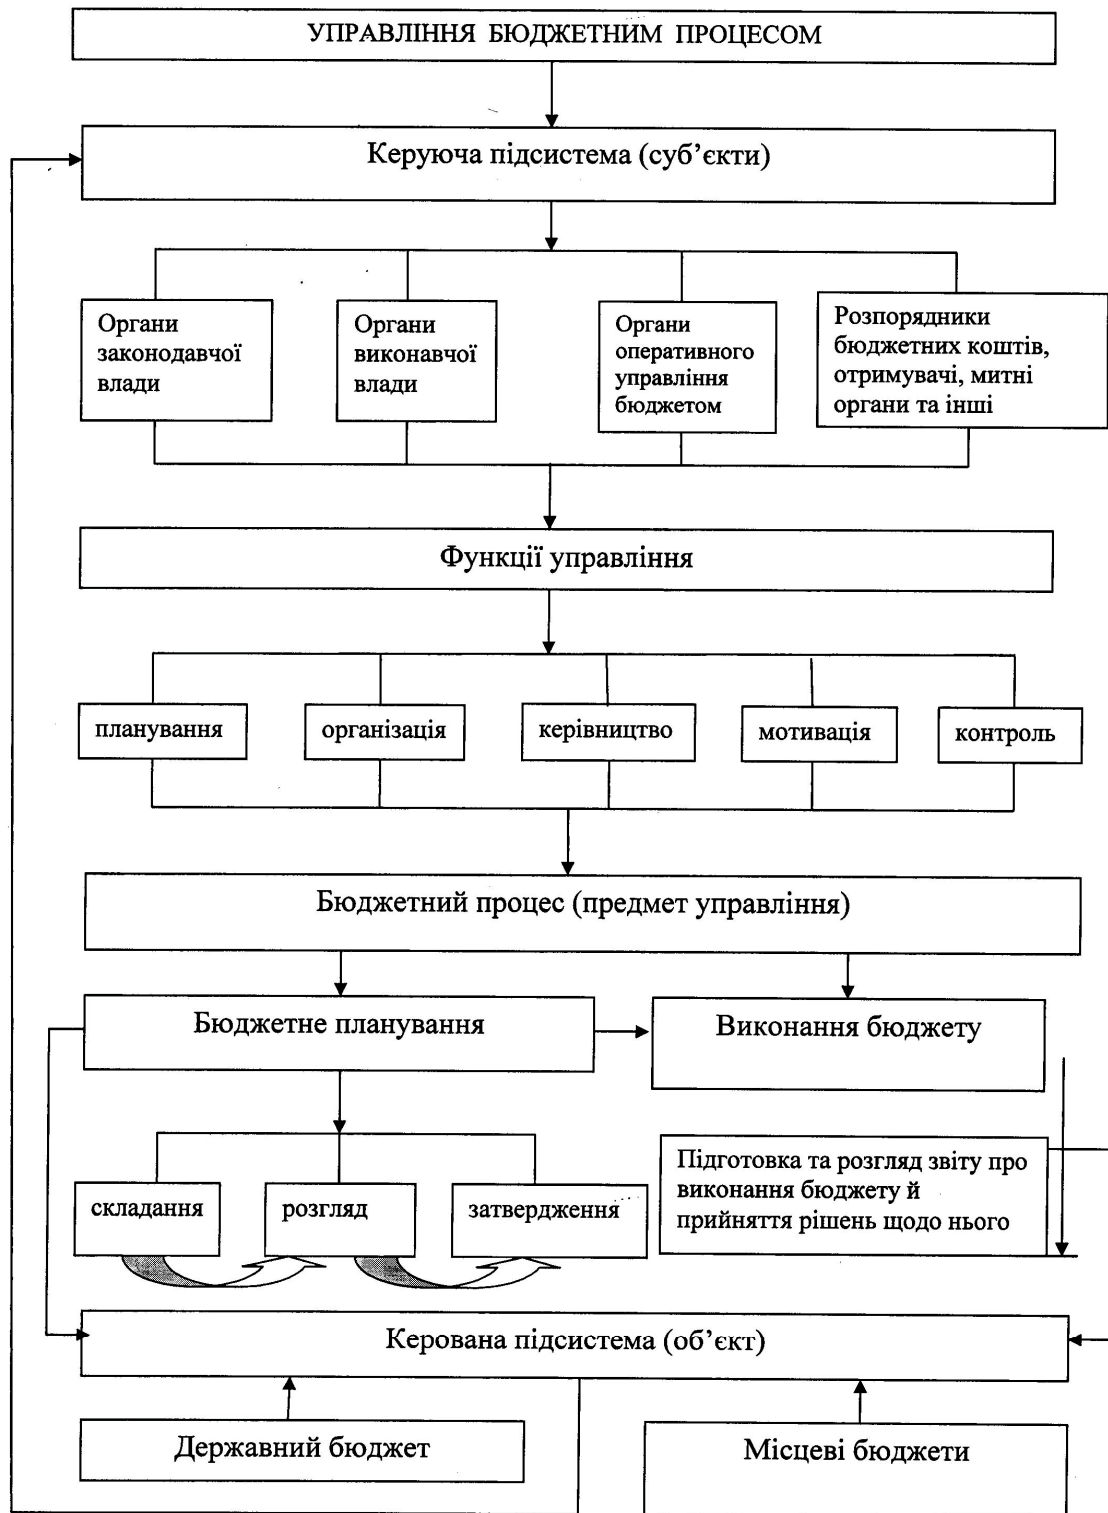 УПРАВЛІННЯ БЮДЖЕТНИМ ПРОЦЕСОМ
Керуюча підсистема (суб’єкти)
Органи
законодавчої
влади
Органи
виконавчої
влади
Органи
оперативного
управління
бюджетом
Розпорядники
бюджетних коштів,
отримувачі, митні
органи та інші
Функції управління
планування
організація
керівництво
мотивація
контроль
Бюджетний процес (предмет управління)
Бюджетне планування
Виконання бюджету
складання
розгляд
затвердження
Підготовка та розгляд звіту про
виконання бюджету й
прийняття рішень щодо нього
Керована підсистема (об’єкт)
Державний бюджет
Місцеві бюджети